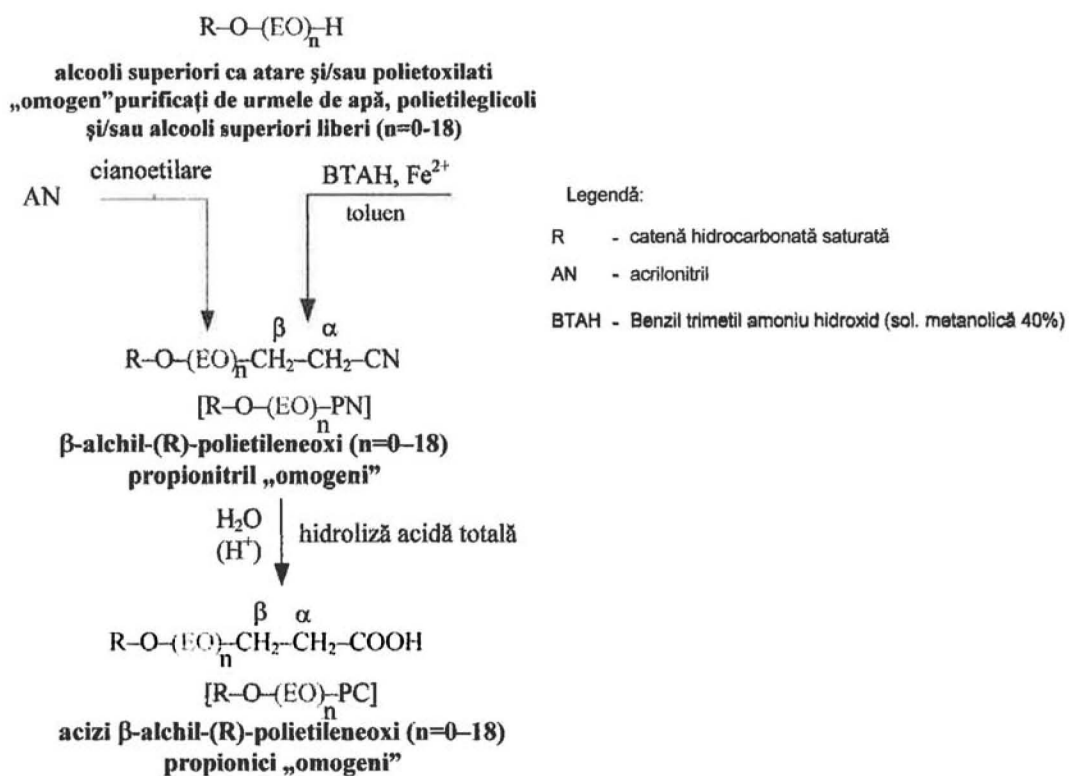 R–O–(EO)n–H
alcooli superiori ca atare şi/sau polietoxilati
„omogen”purificaţi de urmele de apă, polietileglicoli
şi/sau alcooli superiori liberi (n=0-18)
cianoetilare
AN
BTAH, Fe2+
toluen
Legendă:
R - catenă hidrocarbonată saturată
AN - acrilonitril
BTAH - Benzil trimetil amoniu hidroxid (sol. metanolică 40%)
β α
R–O–(EO)n–CH2–CH2–CN
[R–O–(EO)n–PN]
β-alchil-(R)-polietileneoxi (n=0–18)
propionitril „omogeni”
H2O
(H+)
hidroliză acidă totală
β α
R–O–(EO)n–CH2–CH2–COOH
[R–O–(EO)n–PC]
acizi β-alchil-(R)-polietileneoxi (n=0–18)
propionici „omogeni”